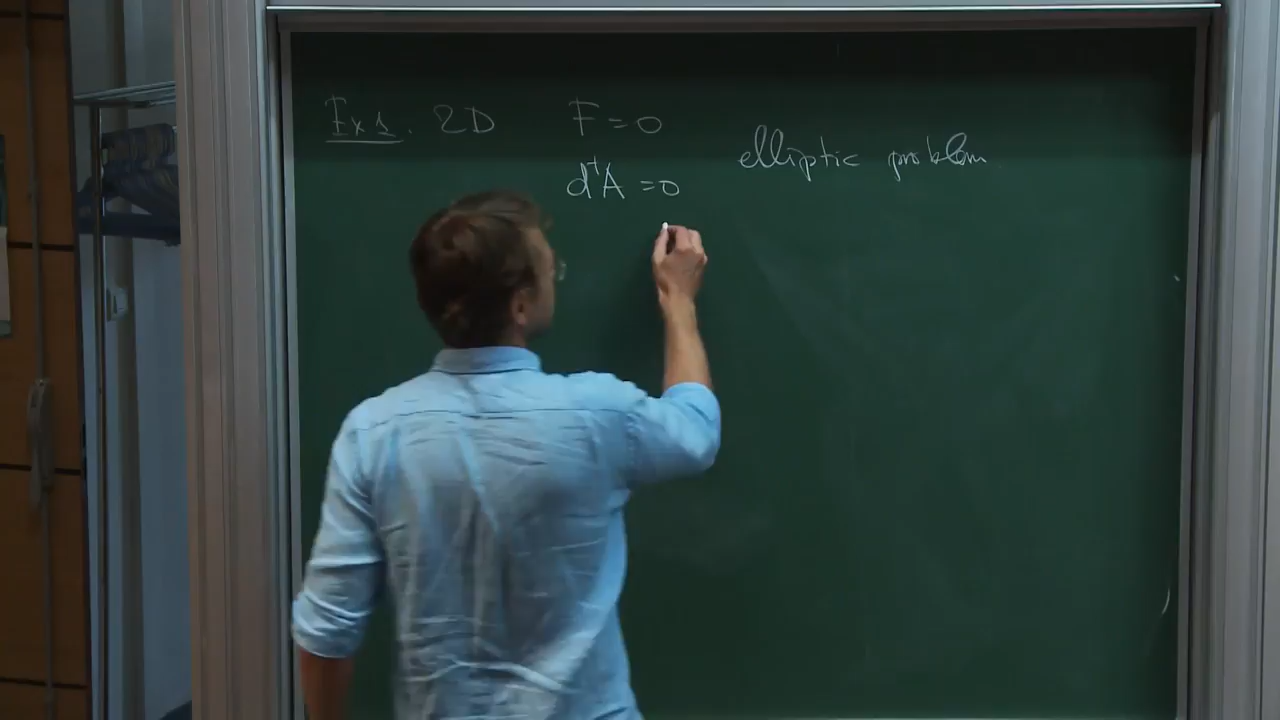 Ex 1. 2D F=0
elliptic problem
d†A=0